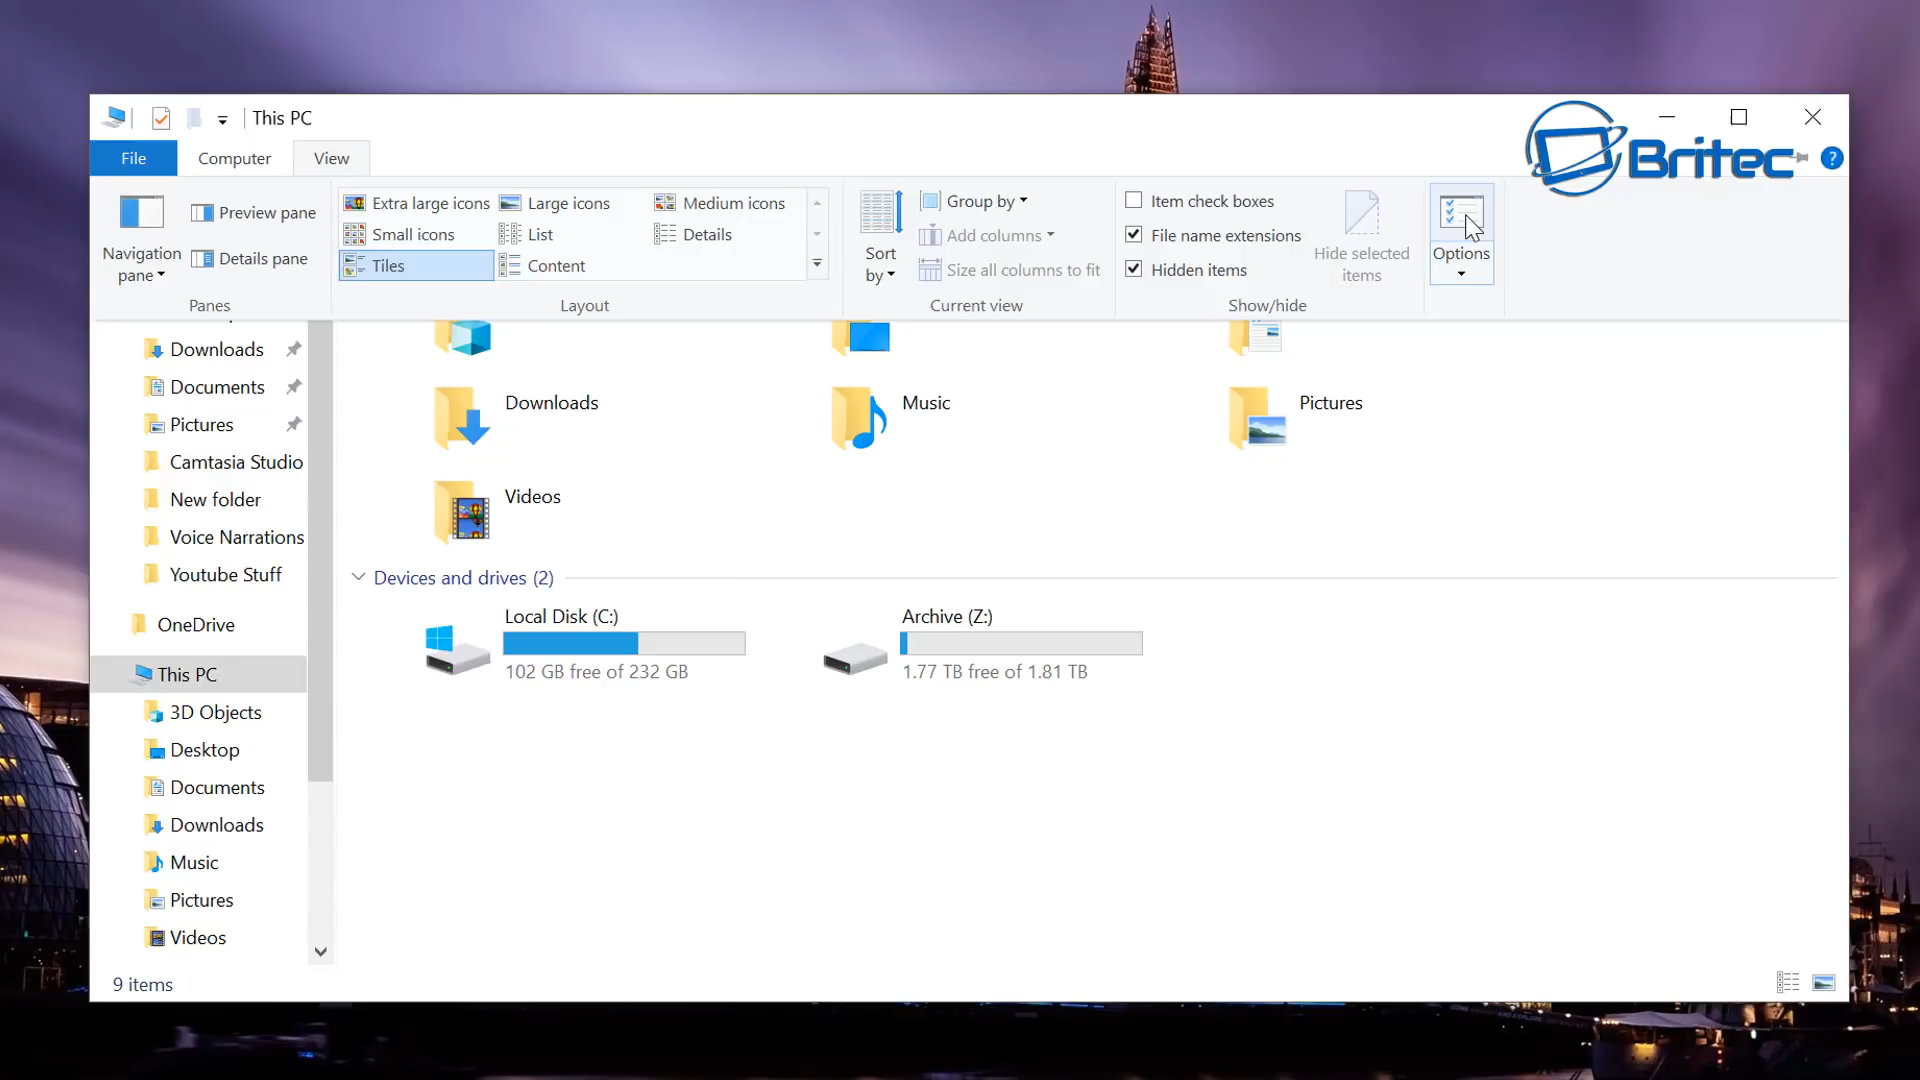 This PC
Britec
File
Computer
View
?
Navigation pane
Preview pane
Details pane
Panes
Extra large icons
Large icons
Medium icons
Small icons
List
Details
Tiles
Content
Layout
Sort by
Group by
Add columns
Size all columns to fit
Current view
Item check boxes
File name extensions
Hidden items
Hide selected items
Show/hide
Options
Downloads
Documents
Pictures
Camtasia Studio
New folder
Voice Narrations
Youtube Stuff
OneDrive
This PC
3D Objects
Desktop
Documents
Downloads
Music
Pictures
Videos
Downloads
Music
Pictures
Videos
Devices and drives (2)
Local Disk (C:)
102 GB free of 232 GB
Archive (Z:)
1.77 TB free of 1.81 TB
9 items